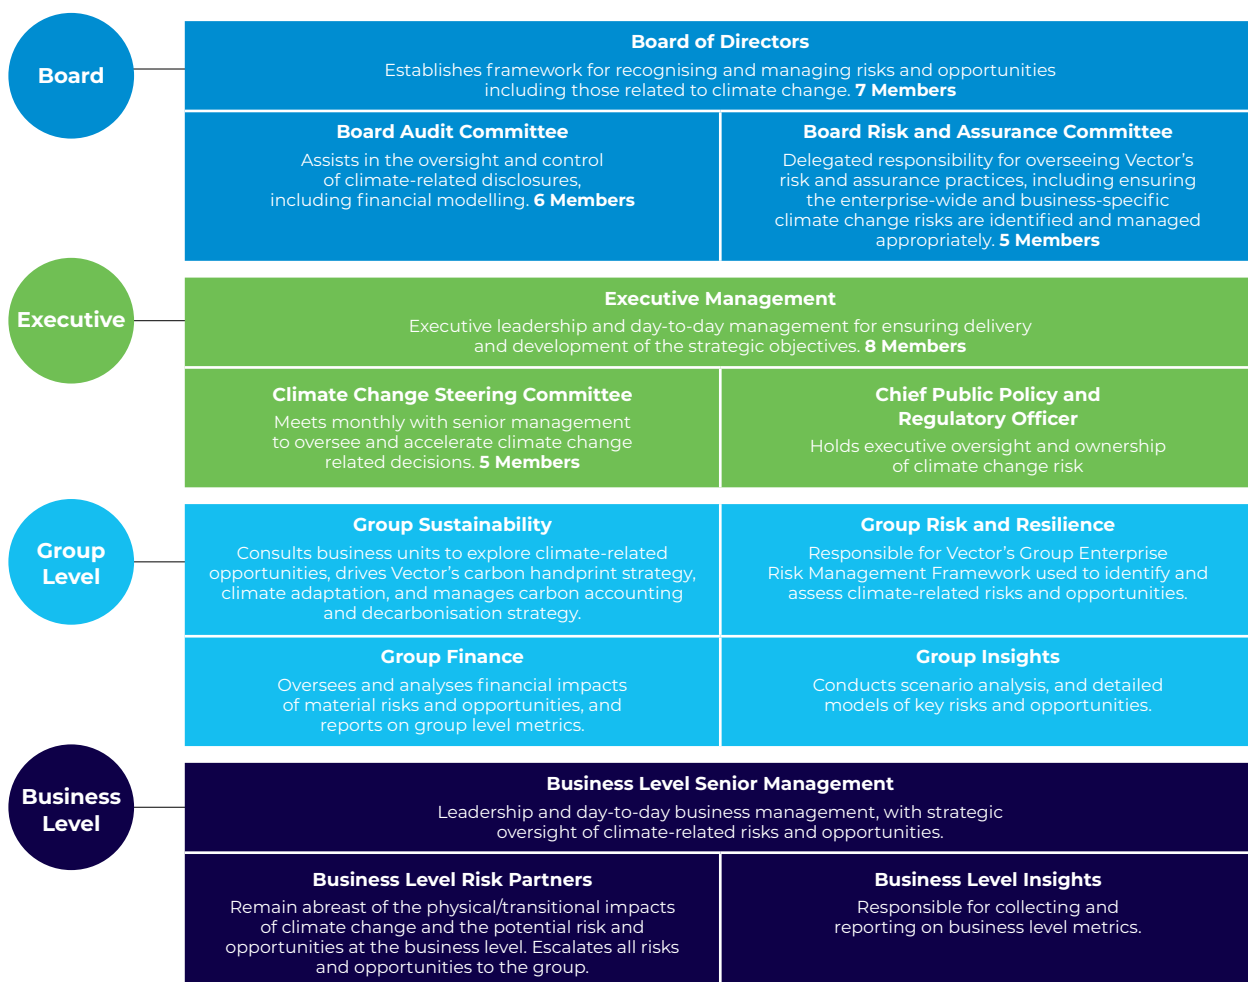 Board
Board of Directors
Establishes framework for recognising and managing risks and opportunities
including those related to climate change. 7 Members
Board Audit Committee
Assists in the oversight and control
of climate-related disclosures,
including financial modelling. 6 Members
Board Risk and Assurance Committee
Delegated responsibility for overseeing Vector’s
risk and assurance practices, including ensuring
the enterprise-wide and business-specific
climate change risks are identified and managed
appropriately. 5 Members
Executive
Executive Management
Executive leadership and day-to-day management for ensuring delivery
and development of the strategic objectives. 8 Members
Climate Change Steering Committee
Meets monthly with senior management
to oversee and accelerate climate change
related decisions. 5 Members
Chief Public Policy and
Regulatory Officer
Holds executive oversight and ownership
of climate change risk
Group
Level
Group Sustainability
Consults business units to explore climate-related
opportunities, drives Vector’s carbon handprint strategy,
climate adaptation, and manages carbon accounting
and decarbonisation strategy.
Group Risk and Resilience
Responsible for Vector’s Group Enterprise
Risk Management Framework used to identify and
assess climate-related risks and opportunities.
Group Finance
Oversees and analyses financial impacts
of material risks and opportunities, and
reports on group level metrics.
Group Insights
Conducts scenario analysis, and detailed
models of key risks and opportunities.
Business
Level
Business Level Senior Management
Leadership and day-to-day business management, with strategic
oversight of climate-related risks and opportunities.
Business Level Risk Partners
Remain abreast of the physical/transitional impacts
of climate change and the potential risk and
opportunities at the business level. Escalates all risks
and opportunities to the group.
Business Level Insights
Responsible for collecting and
reporting on business level metrics.